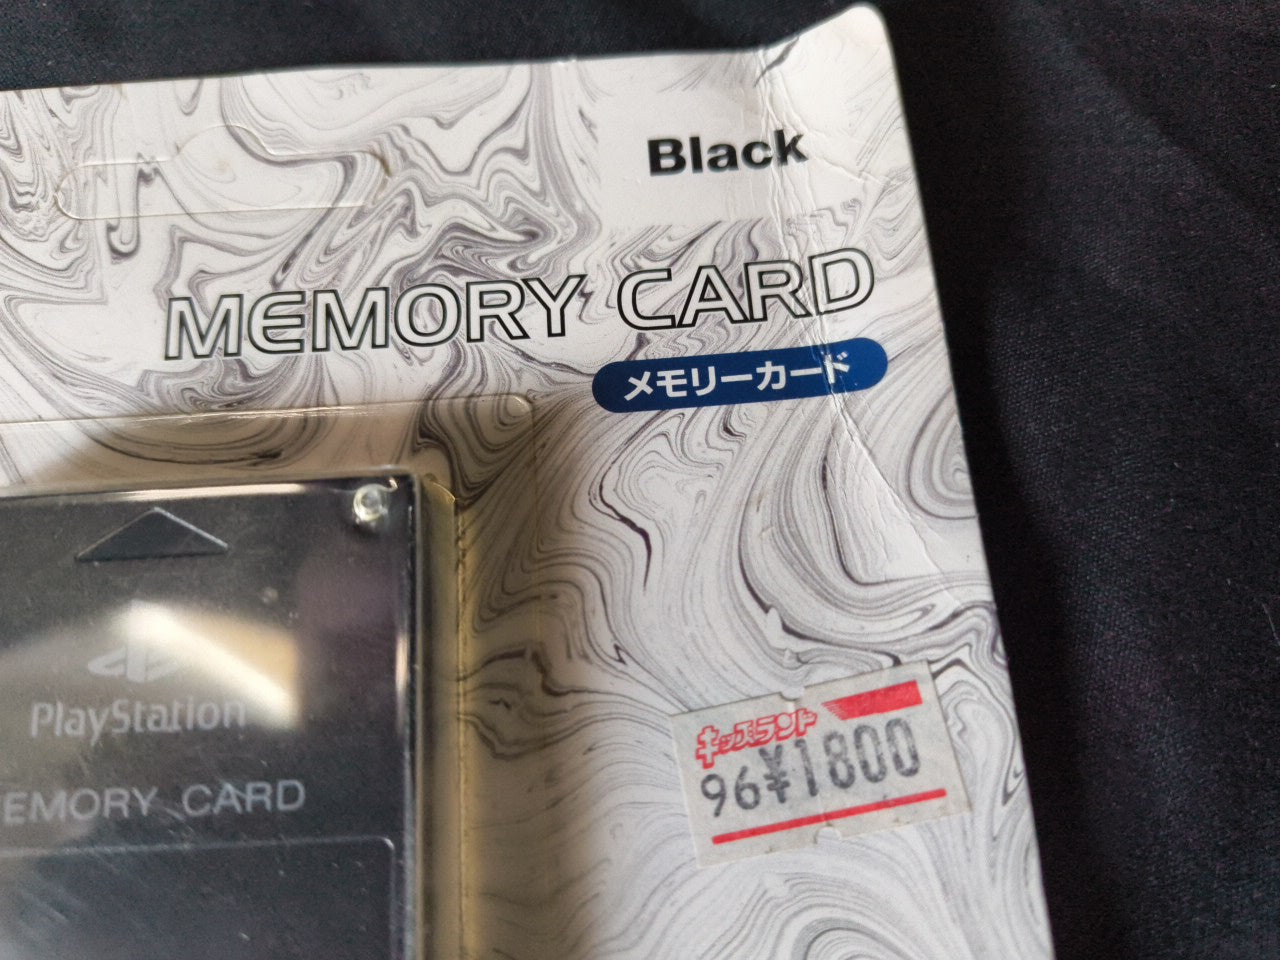 Black
MEMORY CARD
メモリーカード
PlayStation
EMORY CARD
キッズランド
96¥1800